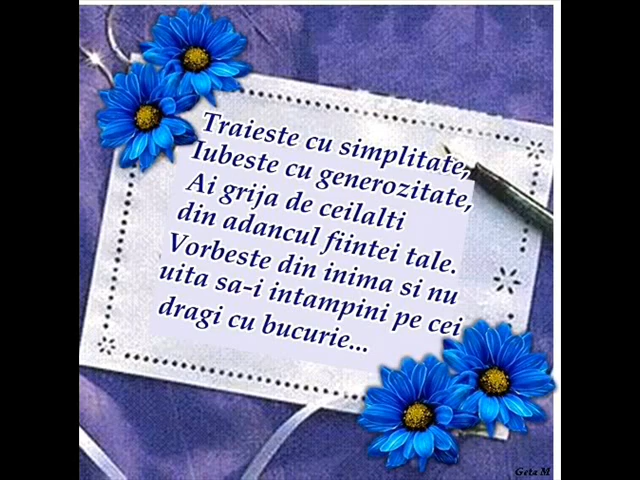 Traieste cu simplitate,
Iubeste cu generozitate,
Ai grija de ceilalti
din adancul fiintei tale.
Vorbeste din inima si nu
uita sa-i intampini pe cei
dragi cu bucurie...
Geta M